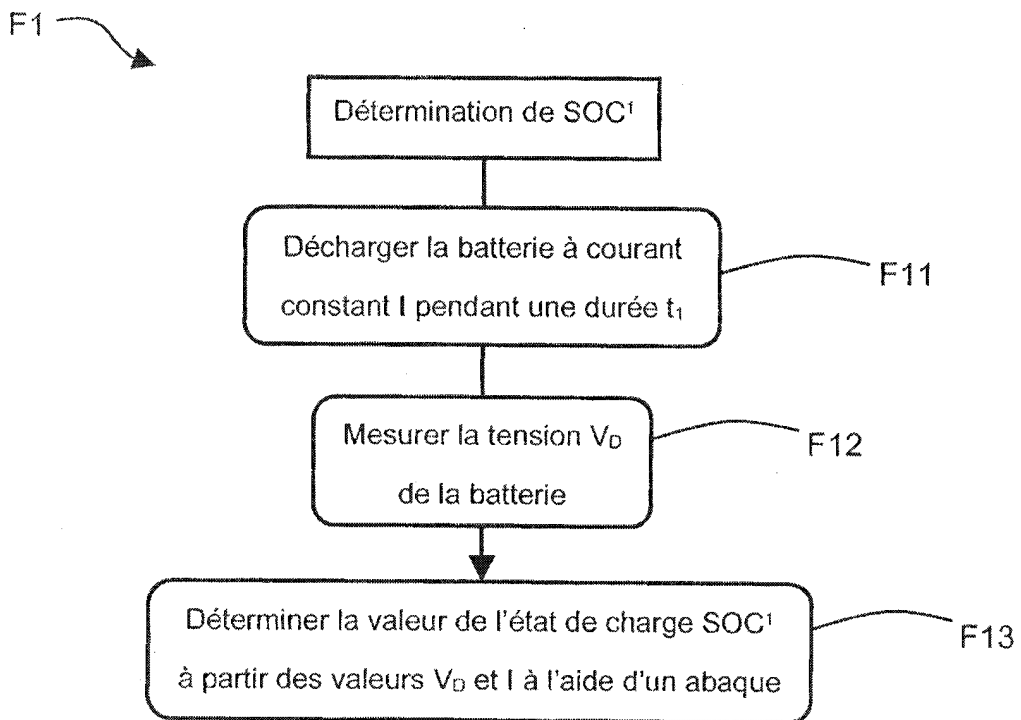 F1
Détermination de SOC¹
Décharger la batterie à courant
constant I pendant une durée t₁
F11
Mesurer la tension V_D
de la batterie
F12
Déterminer la valeur de l'état de charge SOC¹
à partir des valeurs V_D et I à l'aide d'un abaque
F13